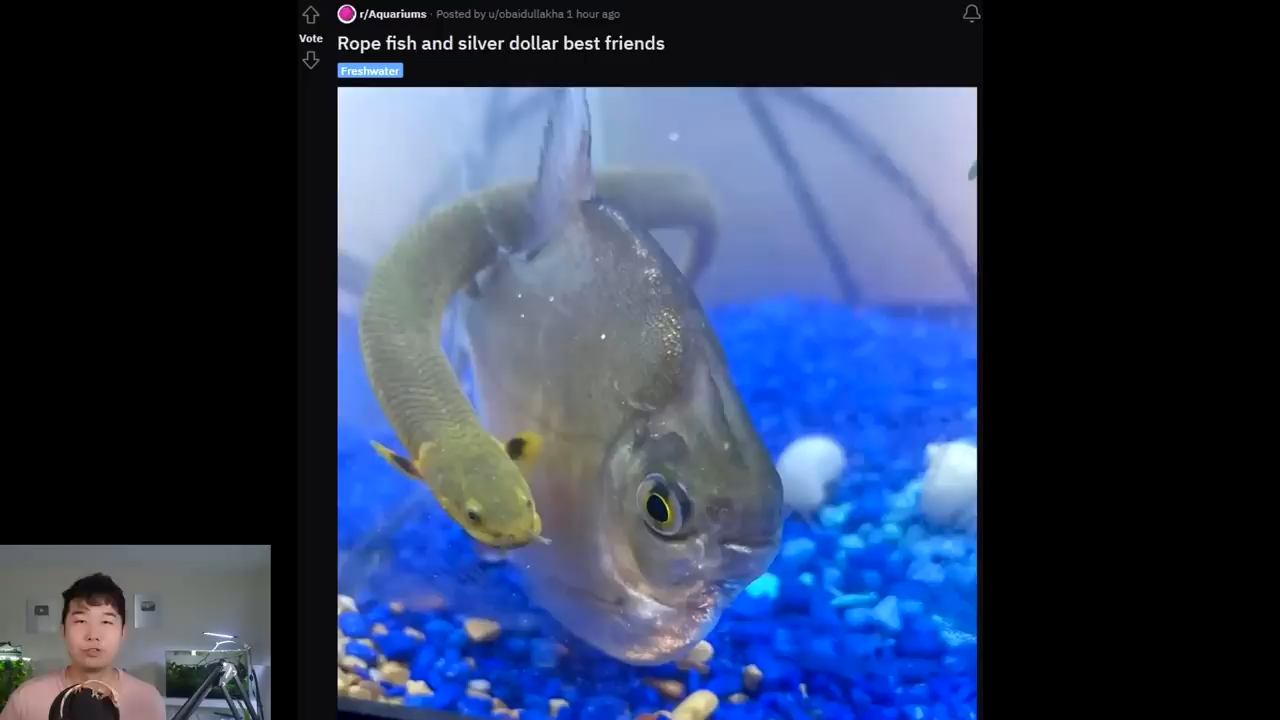 r/Aquariums · Posted by u/obaidullakha 1 hour ago
Vote
Rope fish and silver dollar best friends
Freshwater